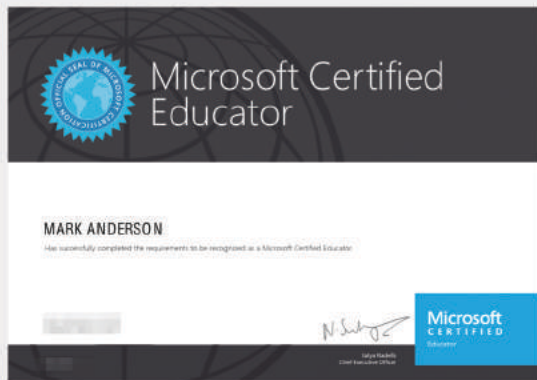 OFFICIAL SEAL OF MICROSOFT CERTIFICATION
Microsoft Certified
Educator
MARK ANDERSON
Has successfully completed the requirements to be recognized as a Microsoft Certified Educator.
Satya Nadella
Chief Executive Officer
Microsoft
CERTIFIED
Educator